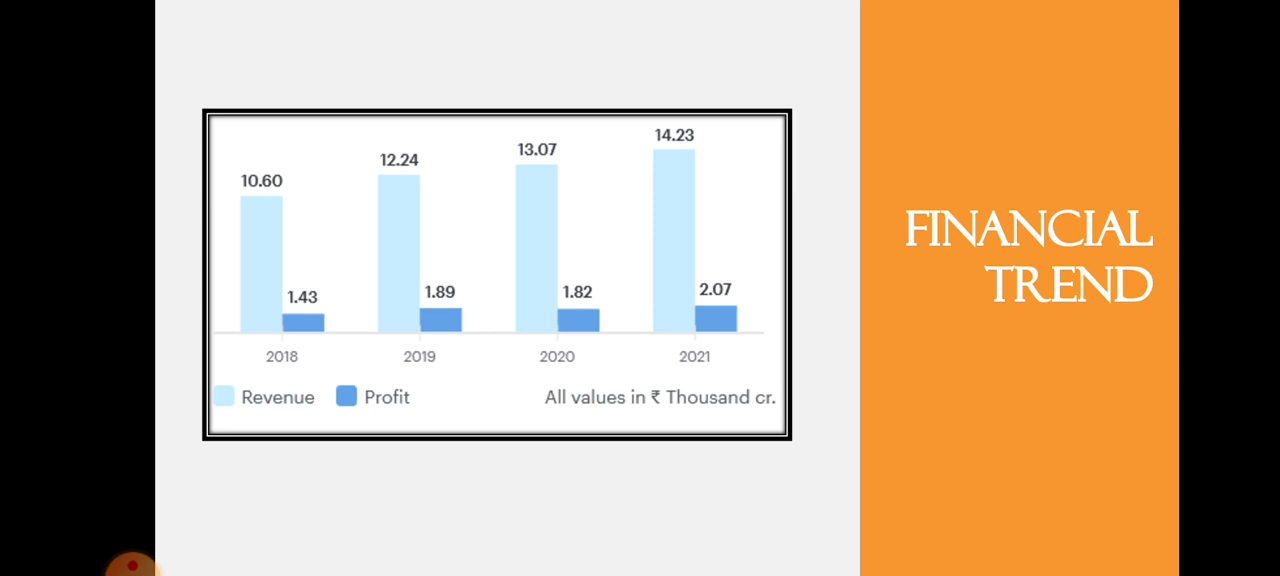 FINANCIAL
TREND
14.23
13.07
12.24
10.60
2.07
1.89
1.82
1.43
2018 2019 2020 2021
Revenue Profit All values in ₹ Thousand cr.